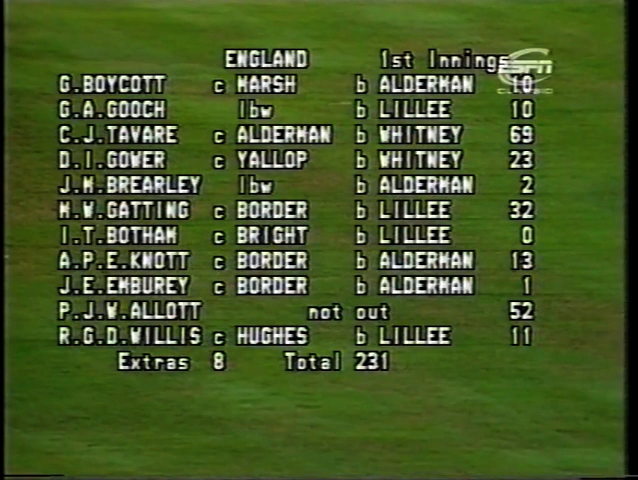 ENGLAND 1st Innings
ESPN
CLASSIC
G.BOYCOTT c MARSH b ALDERMAN 10
G.A.GOOCH lbw b LILLEE 10
C.J.TAVARE c ALDERMAN b WHITNEY 69
D.I.GOWER c YALLOP b WHITNEY 23
J.M.BREARLEY lbw b ALDERMAN 2
M.W.GATTING c BORDER b LILLEE 32
I.T.BOTHAM c BRIGHT b LILLEE 0
A.P.E.KNOTT c BORDER b ALDERMAN 13
J.E.EMBUREY c BORDER b ALDERMAN 1
P.J.W.ALLOTT not out 52
R.G.D.WILLIS c HUGHES b LILLEE 11
Extras 8 Total 231